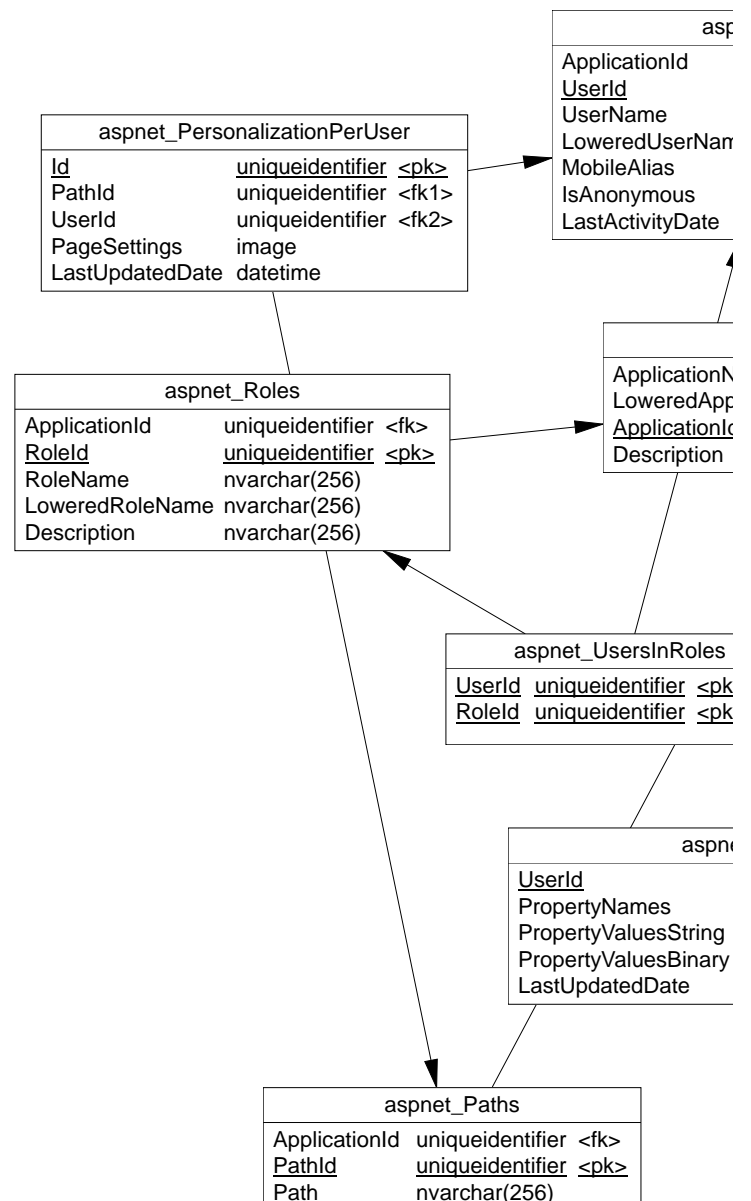 asp
ApplicationId
UserId
UserName
LoweredUserNam
MobileAlias
IsAnonymous
LastActivityDate
aspnet_PersonalizationPerUser
Id uniqueidentifier <pk>
PathId uniqueidentifier <fk1>
UserId uniqueidentifier <fk2>
PageSettings image
LastUpdatedDate datetime
ApplicationN
LoweredApp
ApplicationId
Description
aspnet_Roles
ApplicationId uniqueidentifier <fk>
RoleId uniqueidentifier <pk>
RoleName nvarchar(256)
LoweredRoleName nvarchar(256)
Description nvarchar(256)
aspnet_UsersInRoles
UserId uniqueidentifier <pk
RoleId uniqueidentifier <pk
aspne
UserId
PropertyNames
PropertyValuesString
PropertyValuesBinary
LastUpdatedDate
aspnet_Paths
ApplicationId uniqueidentifier <fk>
PathId uniqueidentifier <pk>
Path nvarchar(256)